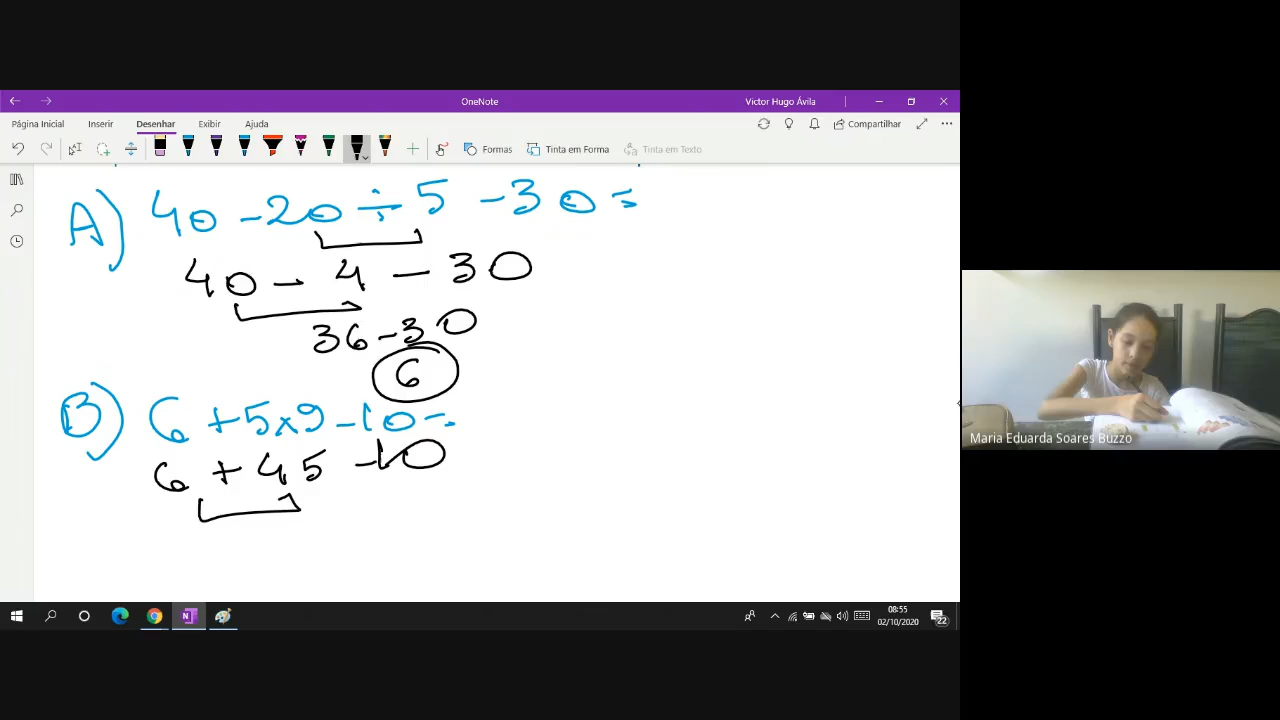 OneNote
Victor Hugo Ávila
Página Inicial Inserir Desenhar Exibir Ajuda
Compartilhar
Formas Tinta em Forma Tinta em Texto
A) 40 - 20 ÷ 5 - 30 =
40 - 4 - 30
36 - 30
6
B) 6 + 5 x 9 - 10 =
6 + 45 - 10
Maria Eduarda Soares Buzzo
08:55
02/10/2020
22